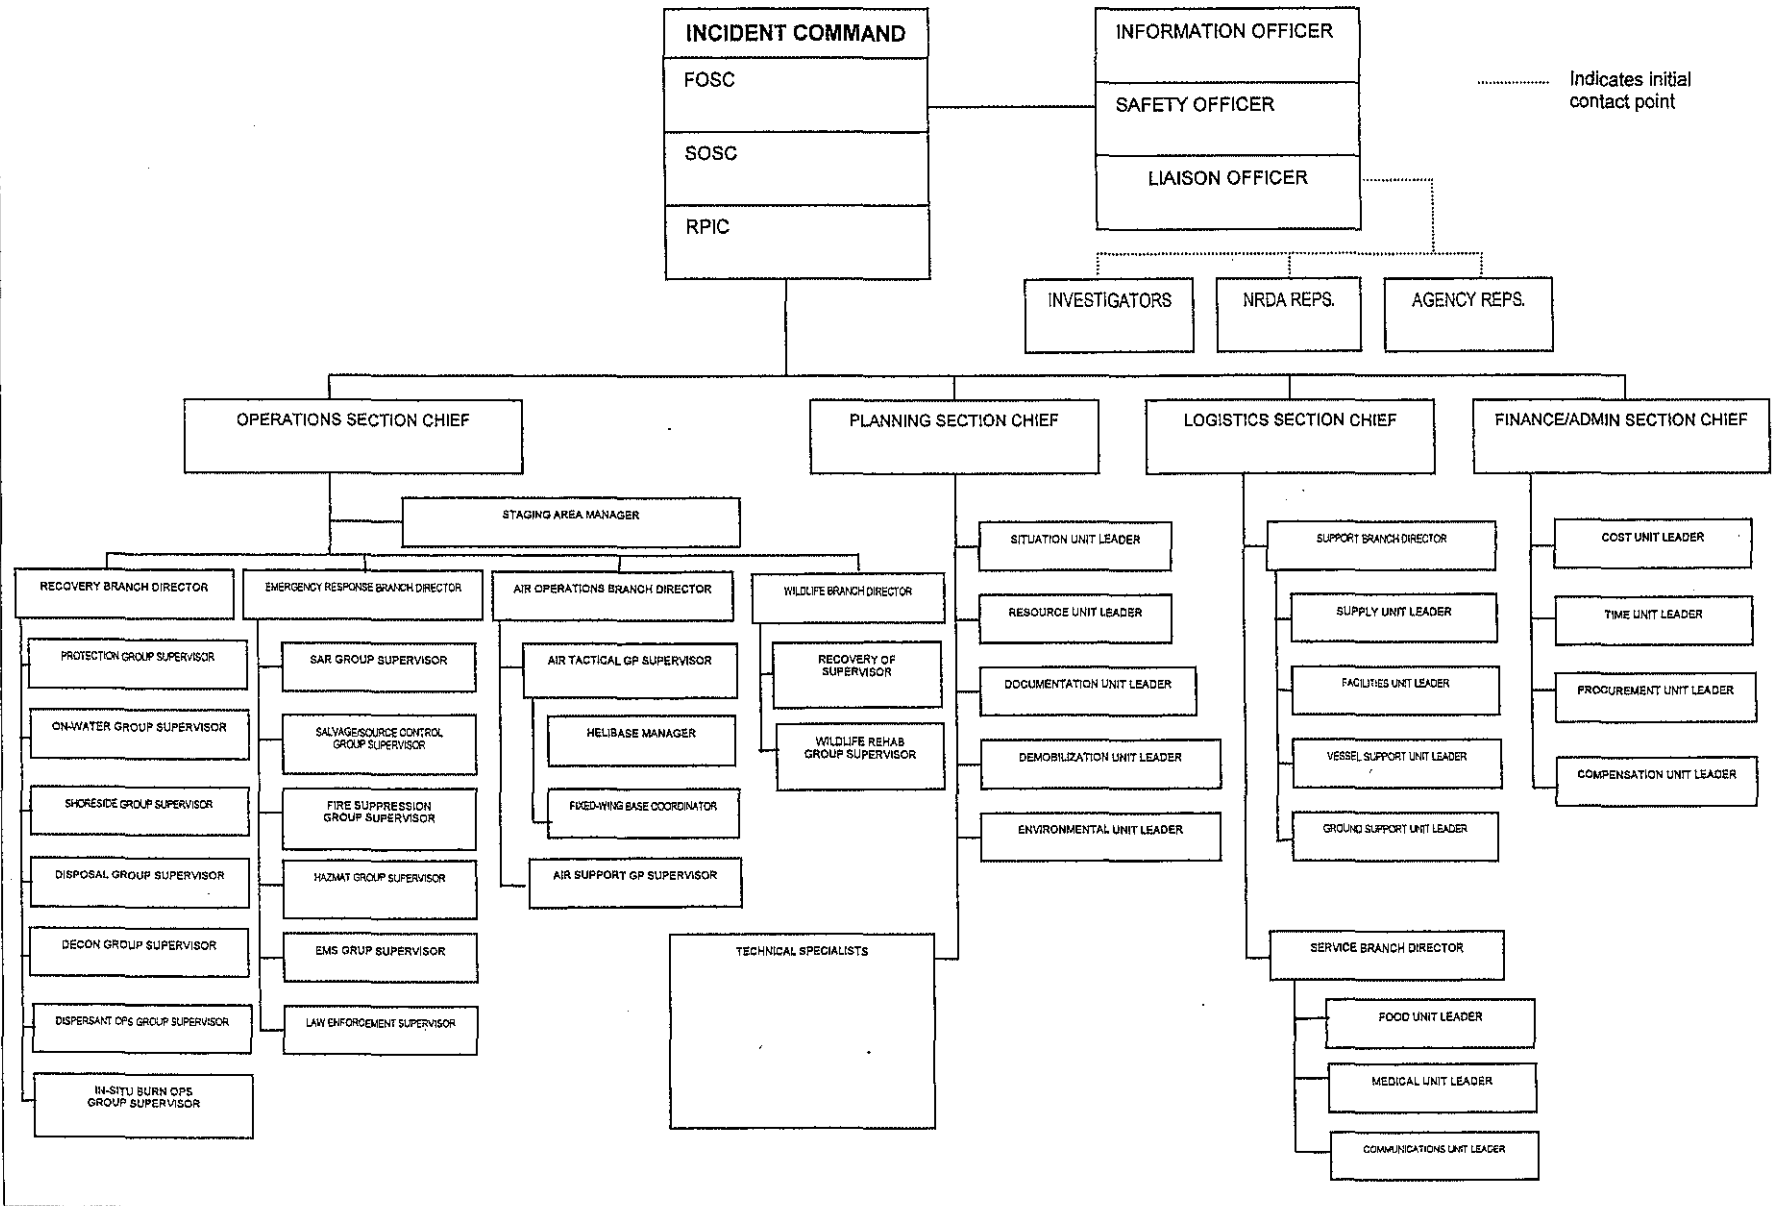 INCIDENT COMMAND
FOSC
SOSC
RPIC
INFORMATION OFFICER
SAFETY OFFICER
LIAISON OFFICER
Indicates initial
contact point
INVESTIGATORS
NRDA REPS.
AGENCY REPS.
OPERATIONS SECTION CHIEF
PLANNING SECTION CHIEF
LOGISTICS SECTION CHIEF
FINANCE/ADMIN SECTION CHIEF
STAGING AREA MANAGER
RECOVERY BRANCH DIRECTOR
PROTECTION GROUP SUPERVISOR
ON-WATER GROUP SUPERVISOR
SHORESIDE GROUP SUPERVISOR
DISPOSAL GROUP SUPERVISOR
DECON GROUP SUPERVISOR
DISPERSANT OPS GROUP SUPERVISOR
IN-SITU BURN OPS
GROUP SUPERVISOR
EMERGENCY RESPONSE BRANCH DIRECTOR
SAR GROUP SUPERVISOR
SALVAGE/SOURCE CONTROL
GROUP SUPERVISOR
FIRE SUPPRESSION
GROUP SUPERVISOR
HAZMAT GROUP SUPERVISOR
EMS GRUP SUPERVISOR
LAW ENFORCEMENT SUPERVISOR
AIR OPERATIONS BRANCH DIRECTOR
AIR TACTICAL GP SUPERVISOR
HELIBASE MANAGER
FIXED-WING BASE COORDINATOR
AIR SUPPORT GP SUPERVISOR
WILDLIFE BRANCH DIRECTOR
RECOVERY OF
SUPERVISOR
WILDLIFE REHAB
GROUP SUPERVISOR
SITUATION UNIT LEADER
RESOURCE UNIT LEADER
DOCUMENTATION UNIT LEADER
DEMOBILIZATION UNIT LEADER
ENVIRONMENTAL UNIT LEADER
TECHNICAL SPECIALISTS
SUPPORT BRANCH DIRECTOR
SUPPLY UNIT LEADER
FACILITIES UNIT LEADER
VESSEL SUPPORT UNIT LEADER
GROUND SUPPORT UNIT LEADER
SERVICE BRANCH DIRECTOR
FOOD UNIT LEADER
MEDICAL UNIT LEADER
COMMUNICATIONS UNIT LEADER
COST UNIT LEADER
TIME UNIT LEADER
PROCUREMENT UNIT LEADER
COMPENSATION UNIT LEADER